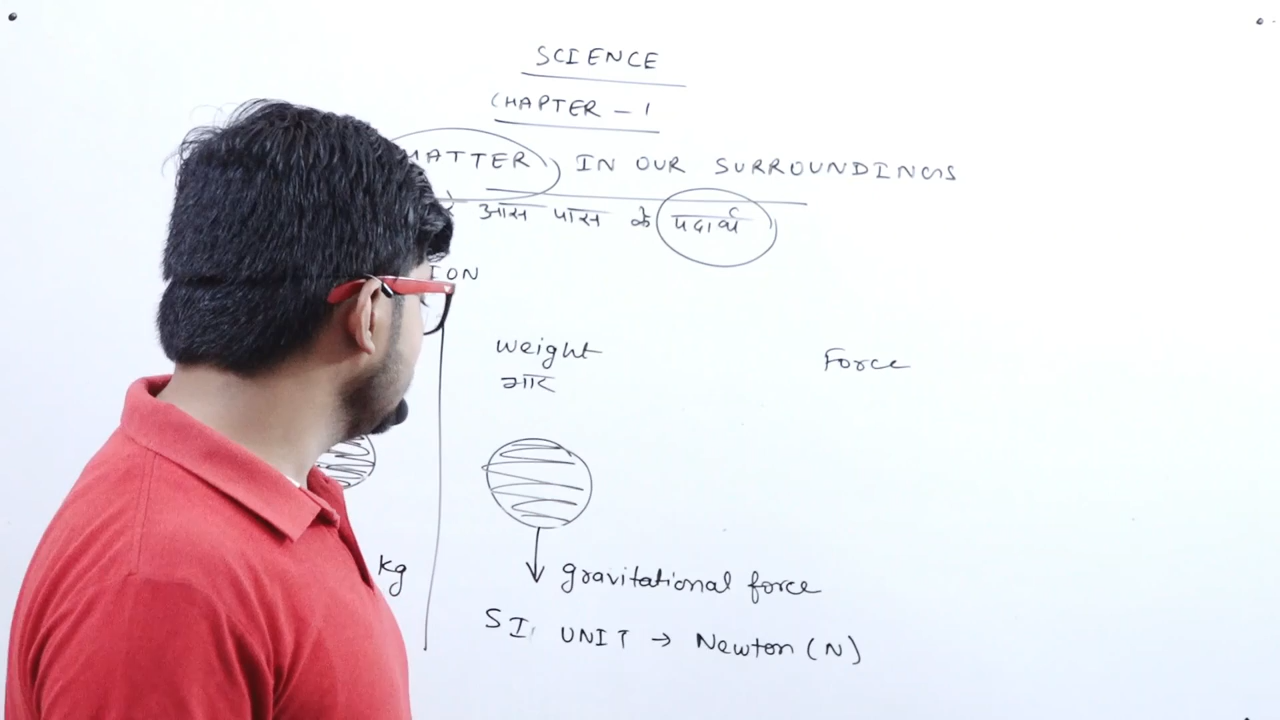 SCIENCE
CHAPTER - 1
MATTER IN OUR SURROUNDINGS
आस पास के पदार्थ
ION
weight
भार
Force
kg
gravitational force
SI UNIT → Newton (N)